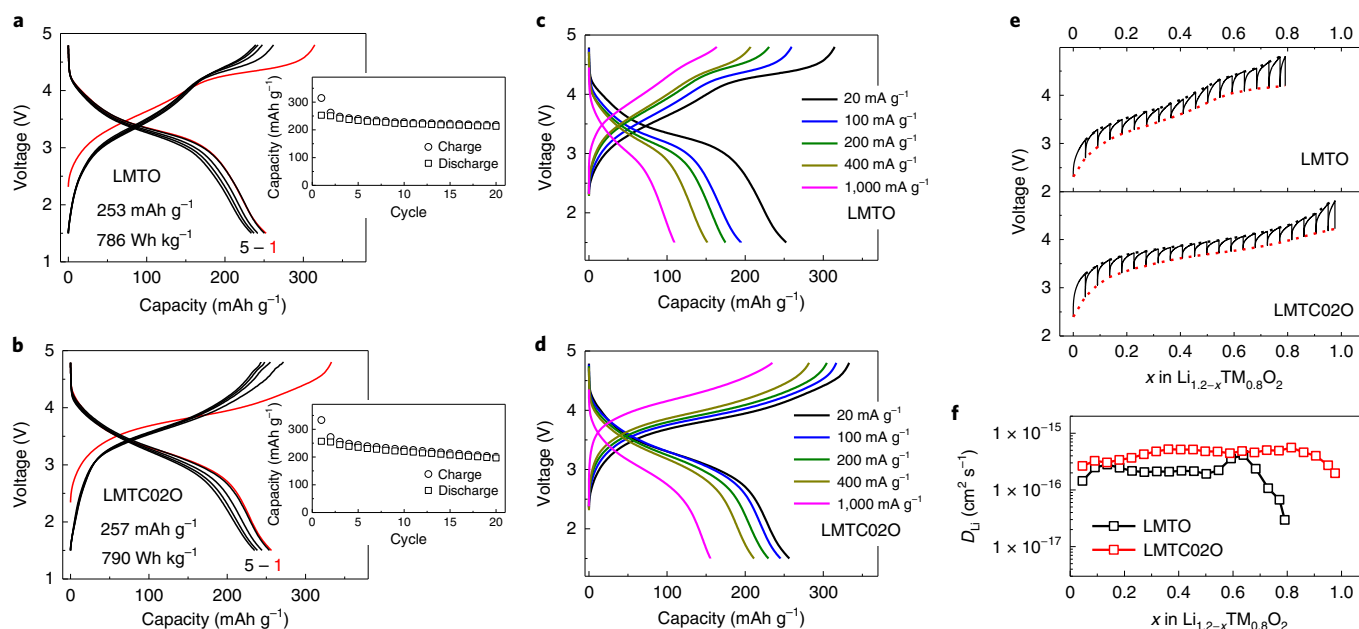 a
5
4
3
2
1
Voltage (V)
0
100
200
300
Capacity (mAh g⁻¹)
LMTO
253 mAh g⁻¹
786 Wh kg⁻¹
5 – 1
Capacity (mAh g⁻¹)
300
200
100
0
0
5
10
15
20
Cycle
Charge
Discharge
b
5
4
3
2
1
Voltage (V)
0
100
200
300
Capacity (mAh g⁻¹)
LMTC02O
257 mAh g⁻¹
790 Wh kg⁻¹
5 – 1
Capacity (mAh g⁻¹)
300
200
100
0
0
5
10
15
20
Cycle
Charge
Discharge
c
5
4
3
2
Voltage (V)
0
100
200
300
Capacity (mAh g⁻¹)
20 mA g⁻¹
100 mA g⁻¹
200 mA g⁻¹
400 mA g⁻¹
1,000 mA g⁻¹
LMTO
d
5
4
3
2
Voltage (V)
0
100
200
300
Capacity (mAh g⁻¹)
20 mA g⁻¹
100 mA g⁻¹
200 mA g⁻¹
400 mA g⁻¹
1,000 mA g⁻¹
LMTC02O
e
0
0.2
0.4
0.6
0.8
1.0
4
3
2
Voltage (V)
LMTO
4
3
2
LMTC02O
0
0.2
0.4
0.6
0.8
1.0
x in Li₁.₂₋ₓTM₀.₈O₂
f
1 × 10⁻¹⁵
1 × 10⁻¹⁶
1 × 10⁻¹⁷
D_Li (cm² s⁻¹)
LMTO
LMTC02O
0
0.2
0.4
0.6
0.8
1.0
x in Li₁.₂₋ₓTM₀.₈O₂